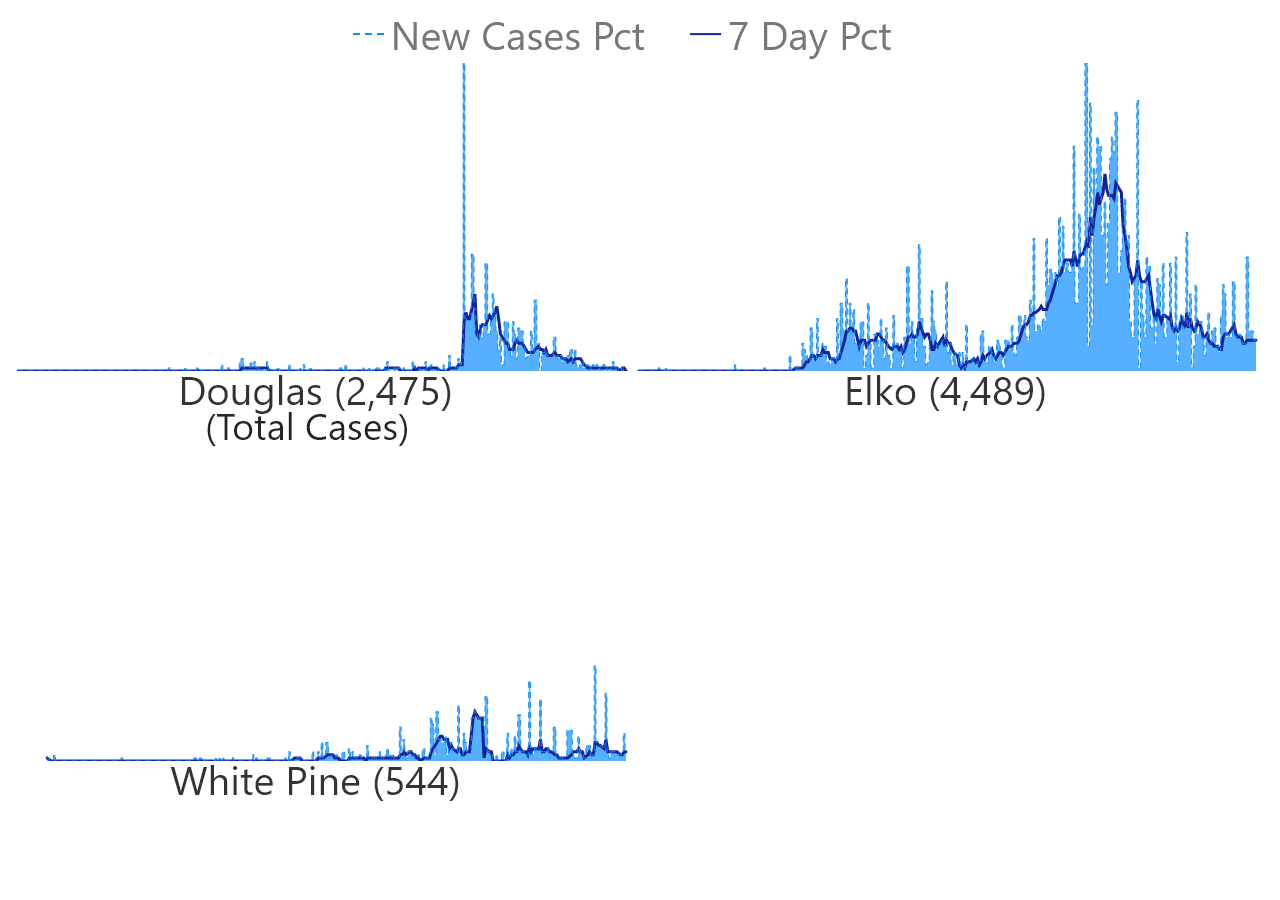 New Cases Pct 7 Day Pct
Douglas (2,475)
(Total Cases)
Elko (4,489)
White Pine (544)